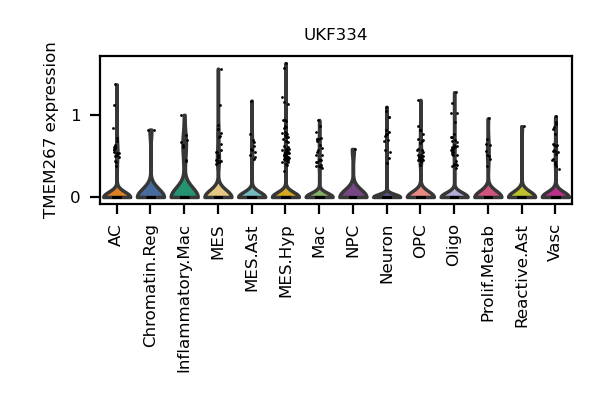 UKF334
TMEM267 expression
1
0
AC
Chromatin.Reg
Inflammatory.Mac
MES
MES.Ast
MES.Hyp
Mac
NPC
Neuron
OPC
Oligo
Prolif.Metab
Reactive.Ast
Vasc